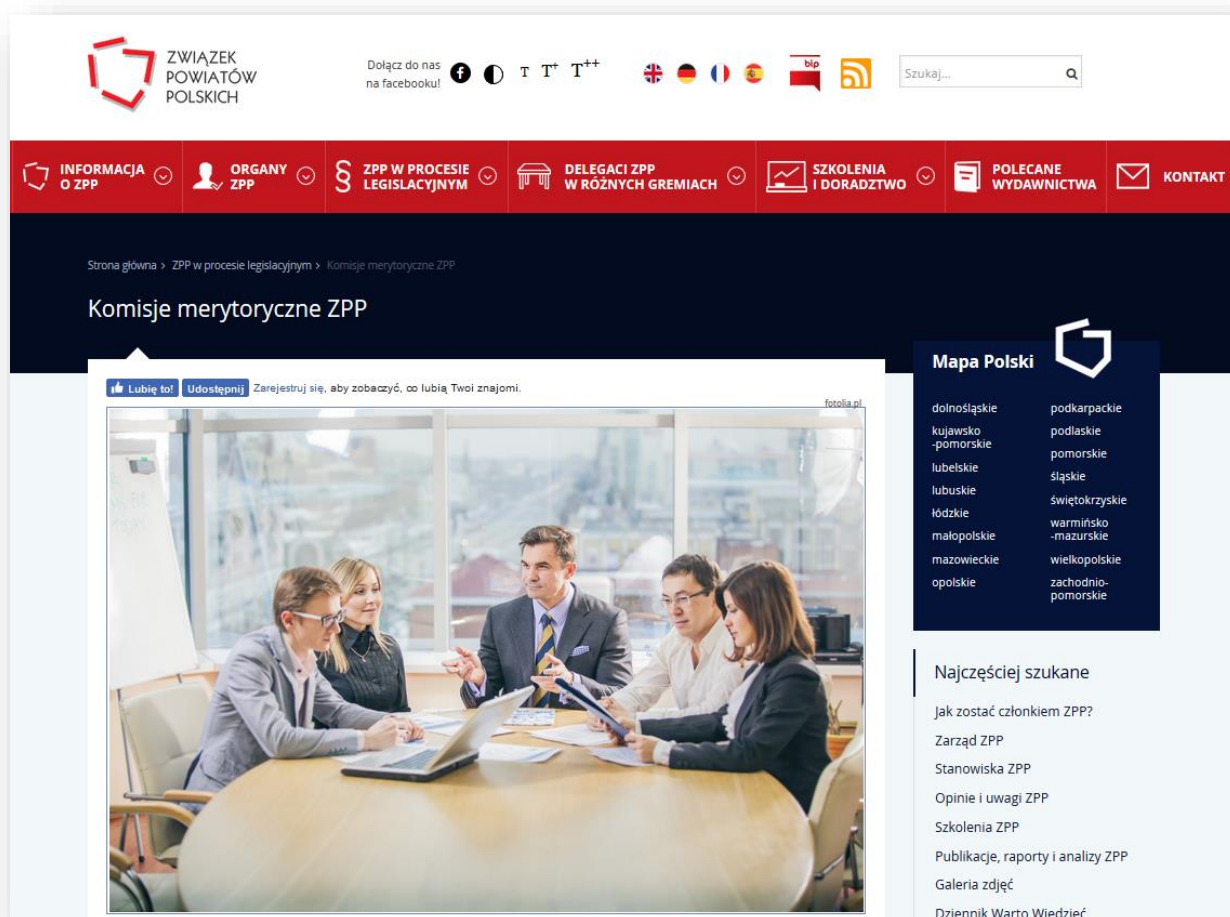 ZWIĄZEK
POWIATÓW
POLSKICH
Dołącz do nas
na facebooku!
T T+ T++
bip
Szukaj...
INFORMACJA
O ZPP
ORGANY
ZPP
ZPP W PROCESIE
LEGISLACYJNYM
DELEGACI ZPP
W RÓŻNYCH GREMIACH
SZKOLENIA
I DORADZTWO
POLECANE
WYDAWNICTWA
KONTAKT
Strona główna › ZPP w procesie legislacyjnym › Komisje merytoryczne ZPP
Komisje merytoryczne ZPP
Lubię to! Udostępnij Zarejestruj się, aby zobaczyć, co lubią Twoi znajomi.
fotolia.pl
Mapa Polski
dolnośląskie
kujawsko
-pomorskie
lubelskie
lubuskie
łódzkie
małopolskie
mazowieckie
opolskie
podkarpackie
podlaskie
pomorskie
śląskie
świętokrzyskie
warmińsko
-mazurskie
wielkopolskie
zachodnio-
pomorskie
Najczęściej szukane
Jak zostać członkiem ZPP?
Zarząd ZPP
Stanowiska ZPP
Opinie i uwagi ZPP
Szkolenia ZPP
Publikacje, raporty i analizy ZPP
Galeria zdjęć
Dziennik Warto Wiedzieć